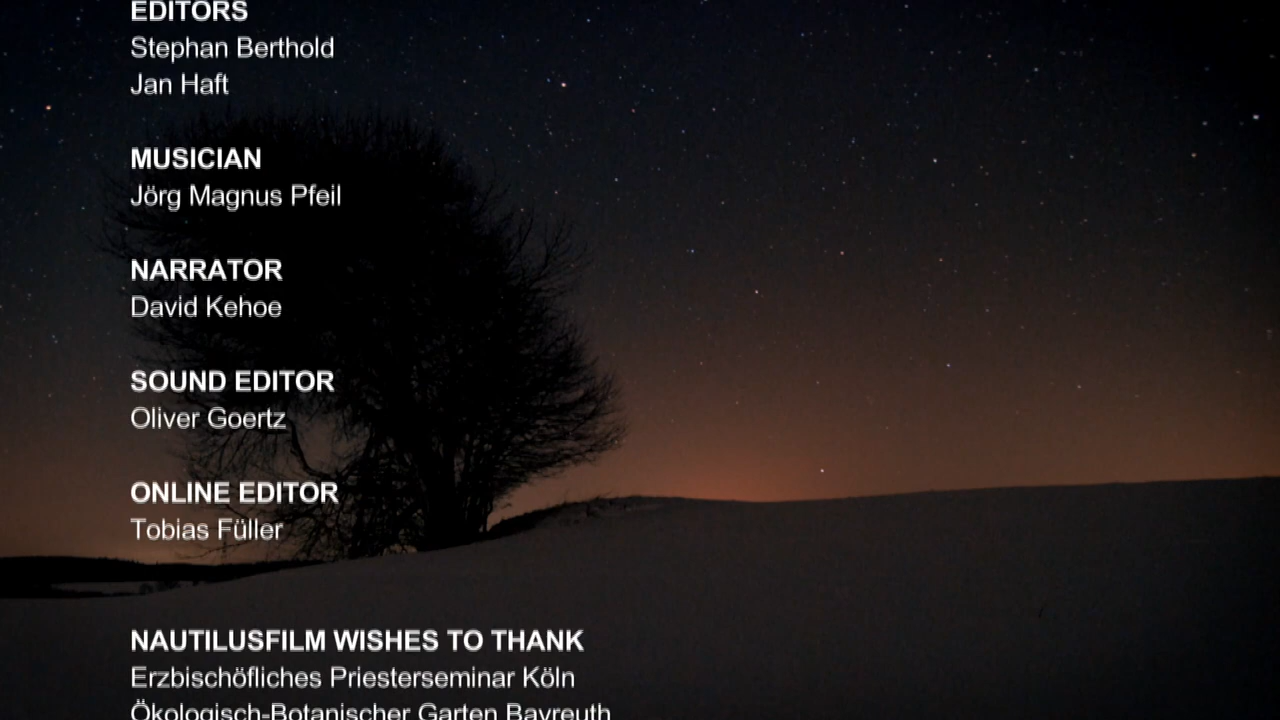 EDITORS
Stephan Berthold
Jan Haft
MUSICIAN
Jörg Magnus Pfeil
NARRATOR
David Kehoe
SOUND EDITOR
Oliver Goertz
ONLINE EDITOR
Tobias Füller
NAUTILUSFILM WISHES TO THANK
Erzbischöfliches Priesterseminar Köln
Ökologisch-Botanischer Garten Bayreuth